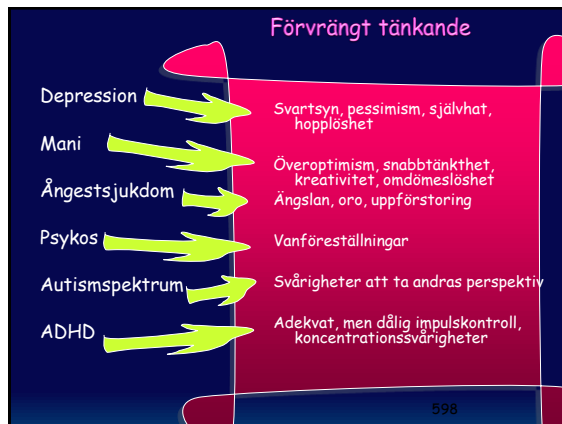 Förvrängt tänkande
Depression
Svartsyn, pessimism, självhat,
hopplöshet
Mani
Överoptimism, snabbtänkthet,
kreativitet, omdömeslöshet
Ångestsjukdom
Ängslan, oro, uppförstoring
Psykos
Vanföreställningar
Autismspektrum
Svårigheter att ta andras perspektiv
ADHD
Adekvat, men dålig impulskontroll,
koncentrationssvårigheter
598